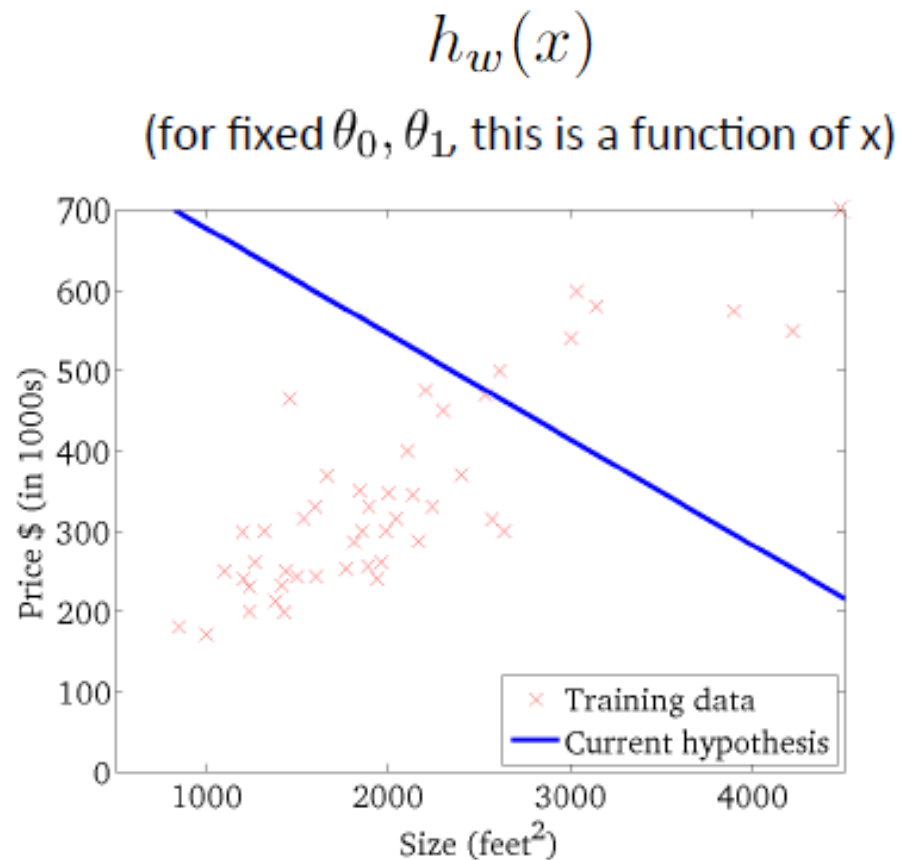 h_w(x)
(for fixed θ_0, θ_1, this is a function of x)
700
600
500
400
300
200
100
0
Price $ (in 1000s)
Training data
Current hypothesis
1000 2000 3000 4000
Size (feet²)